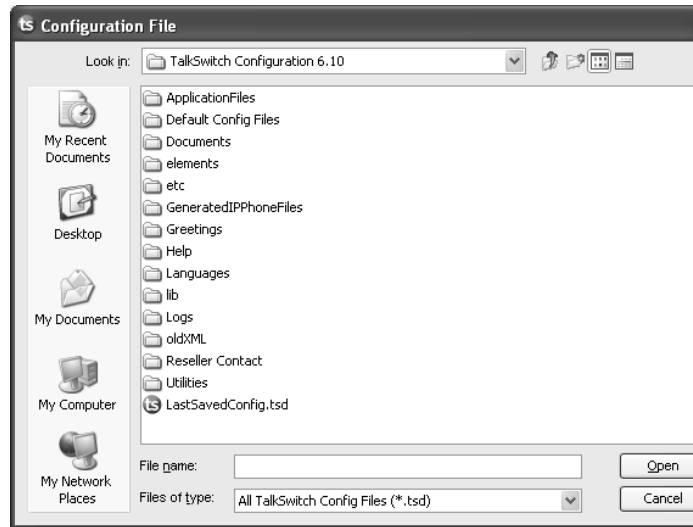 ts Configuration File
Look in: TalkSwitch Configuration 6.10
My Recent
Documents
Desktop
My Documents
My Computer
My Network
Places
ApplicationFiles
Default Config Files
Documents
elements
etc
GeneratedIPPhoneFiles
Greetings
Help
Languages
lib
Logs
oldXML
Reseller Contact
Utilities
ts LastSavedConfig.tsd
File name:
Open
Files of type: All TalkSwitch Config Files (*.tsd)
Cancel